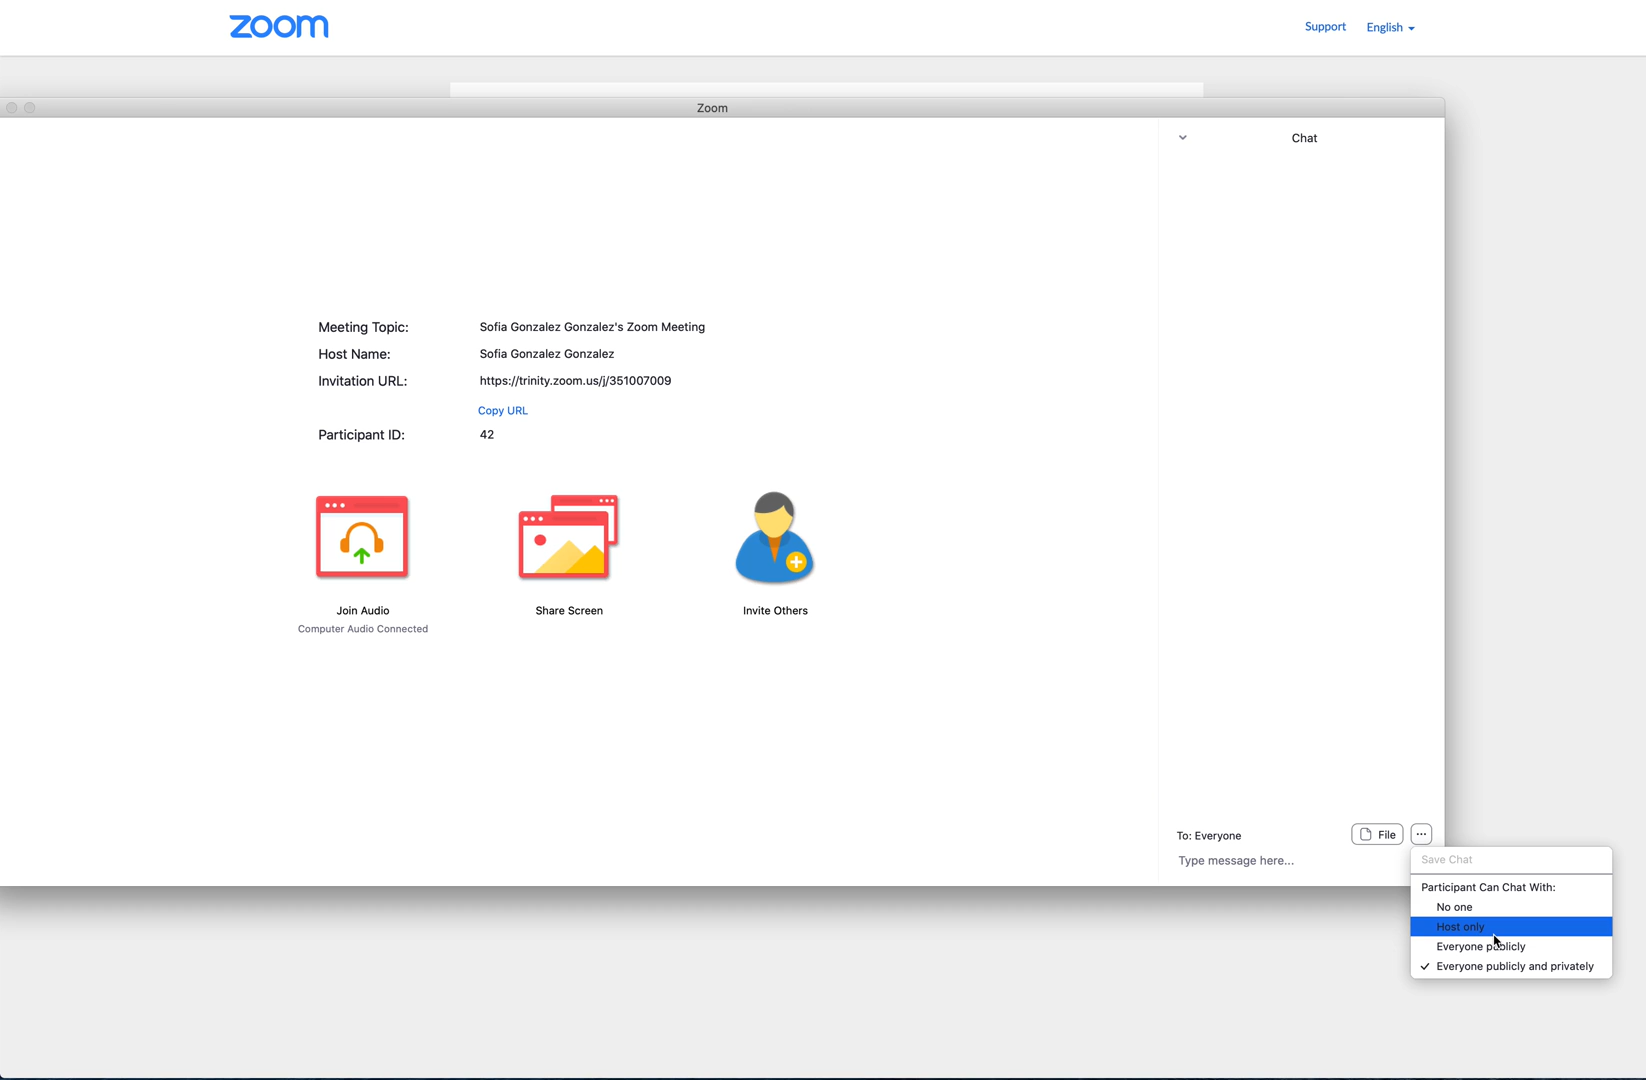 zoom
Support
English
Zoom
Chat
Meeting Topic: Sofia Gonzalez Gonzalez's Zoom Meeting
Host Name: Sofia Gonzalez Gonzalez
Invitation URL: https://trinity.zoom.us/j/351007009
Copy URL
Participant ID: 42
Join Audio
Computer Audio Connected
Share Screen
Invite Others
To: Everyone
File
...
Type message here...
Save Chat
Participant Can Chat With:
No one
Host only
Everyone publicly
Everyone publicly and privately